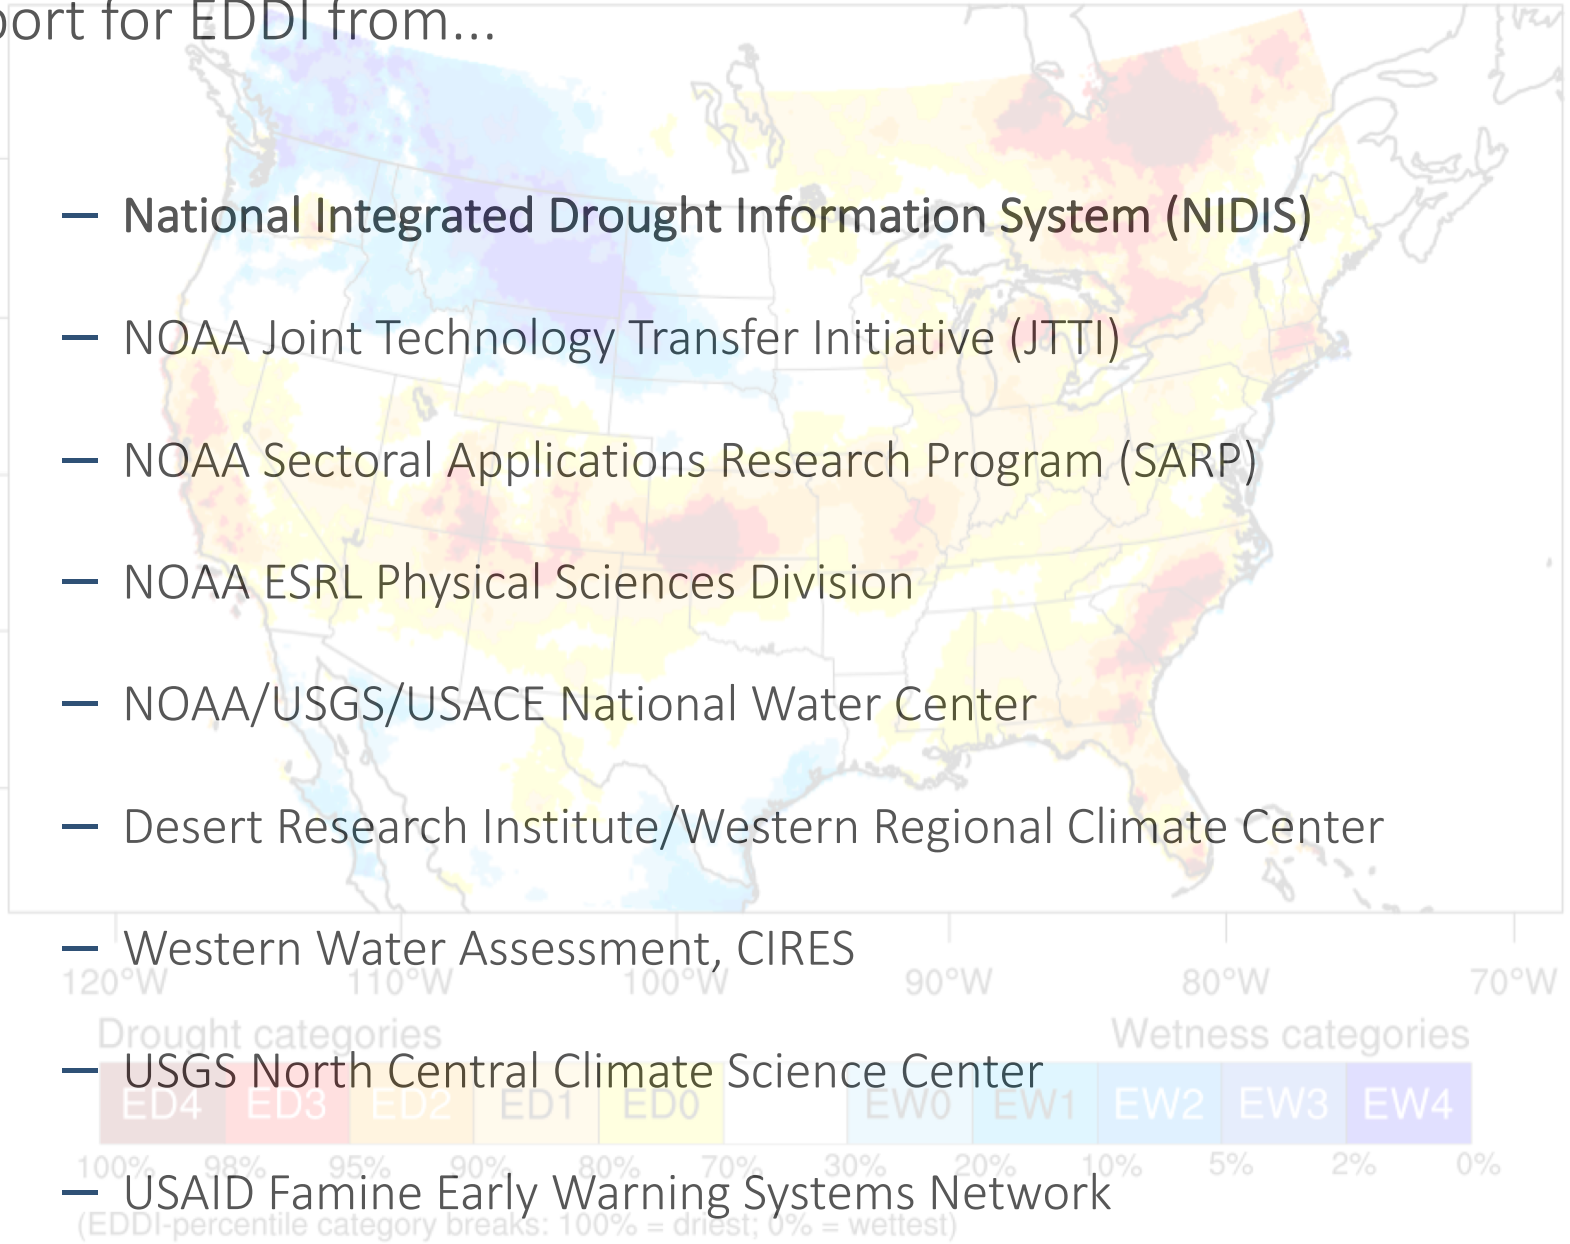 port for EDDI from...
— National Integrated Drought Information System (NIDIS)
— NOAA Joint Technology Transfer Initiative (JTTI)
— NOAA Sectoral Applications Research Program (SARP)
— NOAA ESRL Physical Sciences Division
— NOAA/USGS/USACE National Water Center
— Desert Research Institute/Western Regional Climate Center
— Western Water Assessment, CIRES
120°W 110°W 100°W 90°W 80°W 70°W
Drought categories Wetness categories
— USGS North Central Climate Science Center
ED4 ED3 ED2 ED1 ED0 EW0 EW1 EW2 EW3 EW4
100% 98% 95% 90% 80% 70% 30% 20% 10% 5% 2% 0%
— USAID Famine Early Warning Systems Network
(EDDI-percentile category breaks: 100% = driest; 0% = wettest)